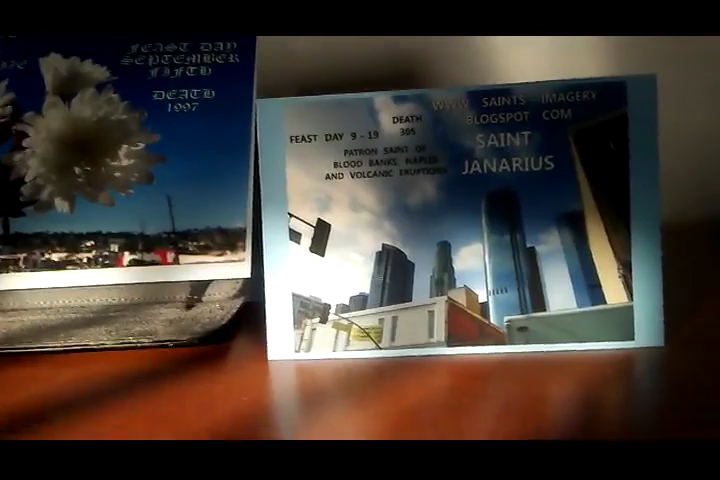 FEAST DAY
SEPTEMBER
FIFTH
DEATH
1997
WWW SAINTS-IMAGERY
BLOGSPOT COM
DEATH
305
FEAST DAY 9-19
SAINT
JANARIUS
PATRON SAINT OF
BLOOD BANKS NAPLES
AND VOLCANIC ERUPTIONS